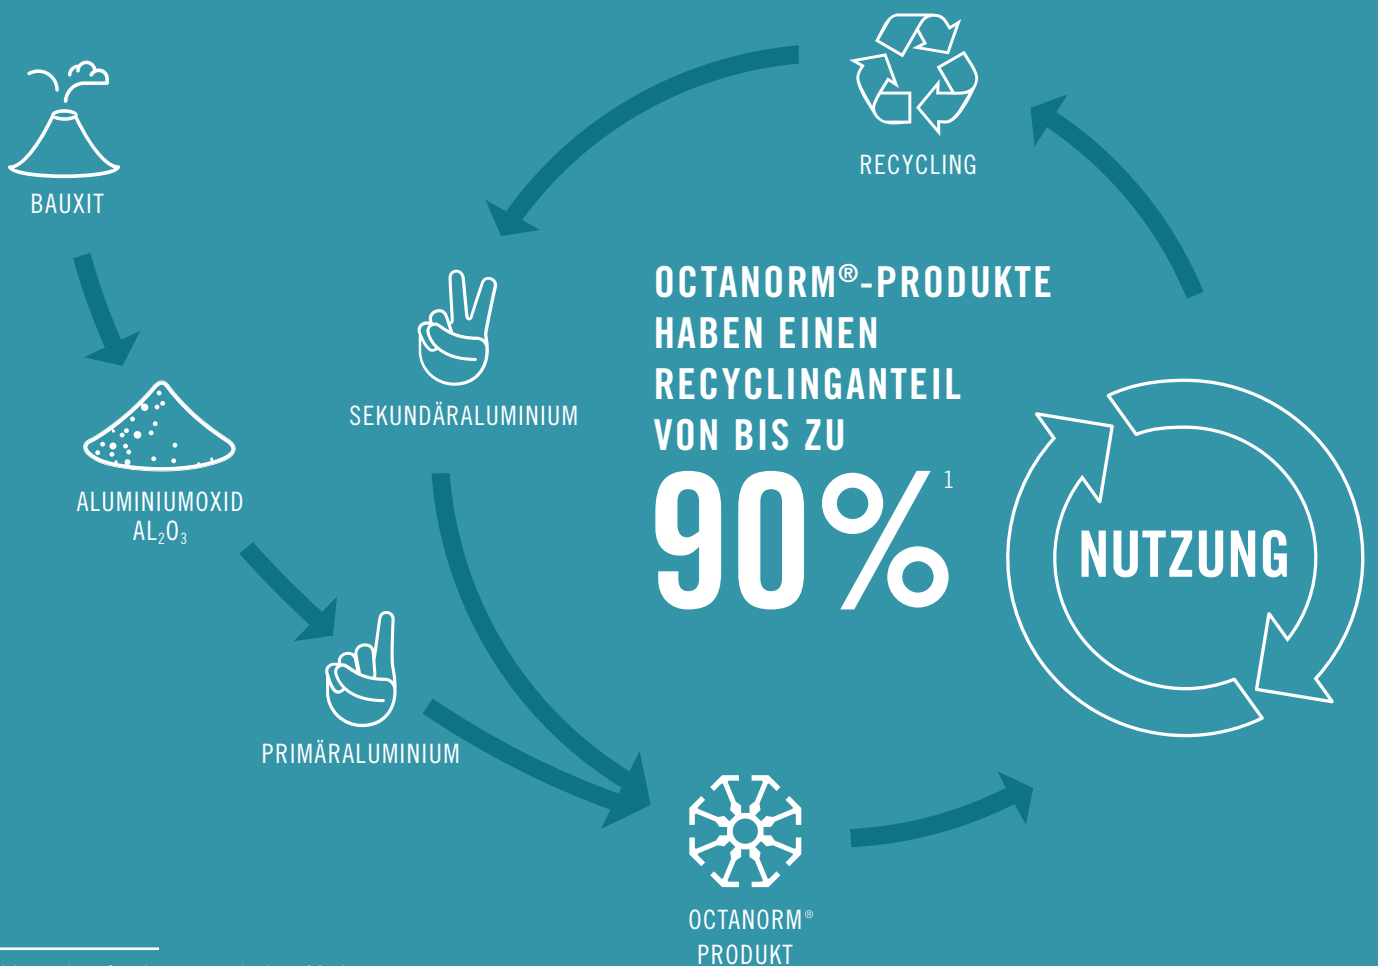 RECYCLING
BAUXIT
OCTANORM®-PRODUKTE
HABEN EINEN
RECYCLINGANTEIL
VON BIS ZU
90%¹
SEKUNDÄRALUMINIUM
ALUMINIUMOXID
AL₂O₃
NUTZUNG
PRIMÄRALUMINIUM
OCTANORM®
PRODUKT